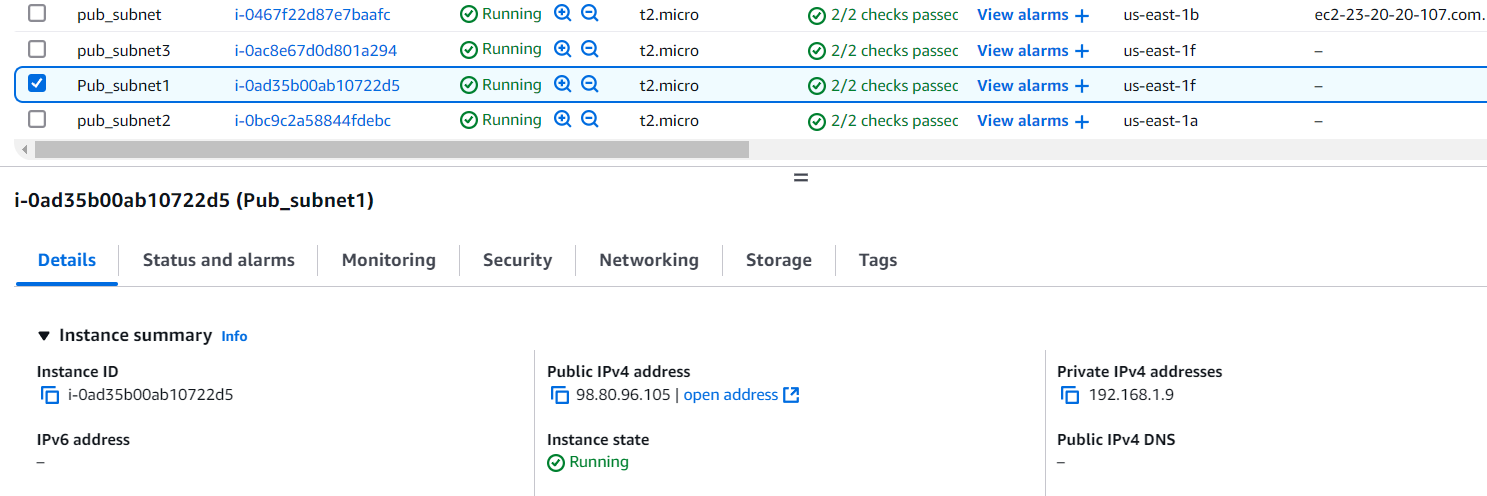 pub_subnet i-0467f22d87e7baafc Running t2.micro 2/2 checks passec View alarms + us-east-1b ec2-23-20-20-107.com.
pub_subnet3 i-0ac8e67d0d801a294 Running t2.micro 2/2 checks passec View alarms + us-east-1f –
Pub_subnet1 i-0ad35b00ab10722d5 Running t2.micro 2/2 checks passec View alarms + us-east-1f –
pub_subnet2 i-0bc9c2a58844fdebc Running t2.micro 2/2 checks passec View alarms + us-east-1a –
i-0ad35b00ab10722d5 (Pub_subnet1)
Details Status and alarms Monitoring Security Networking Storage Tags
Instance summary Info
Instance ID Public IPv4 address Private IPv4 addresses
i-0ad35b00ab10722d5 98.80.96.105 | open address 192.168.1.9
IPv6 address Instance state Public IPv4 DNS
– Running –